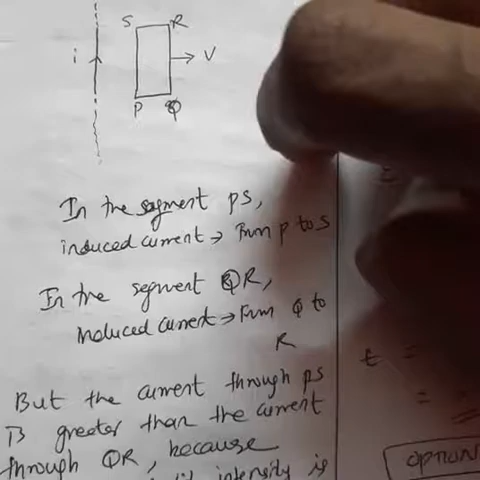 S R
i
V
P Q
In the segment ps,
induced current → From p to s
In the segment QR,
Induced current → From Q to
R
But the current through ps
is greater than the current
through QR, because
intensity is
t =
=
OPTION